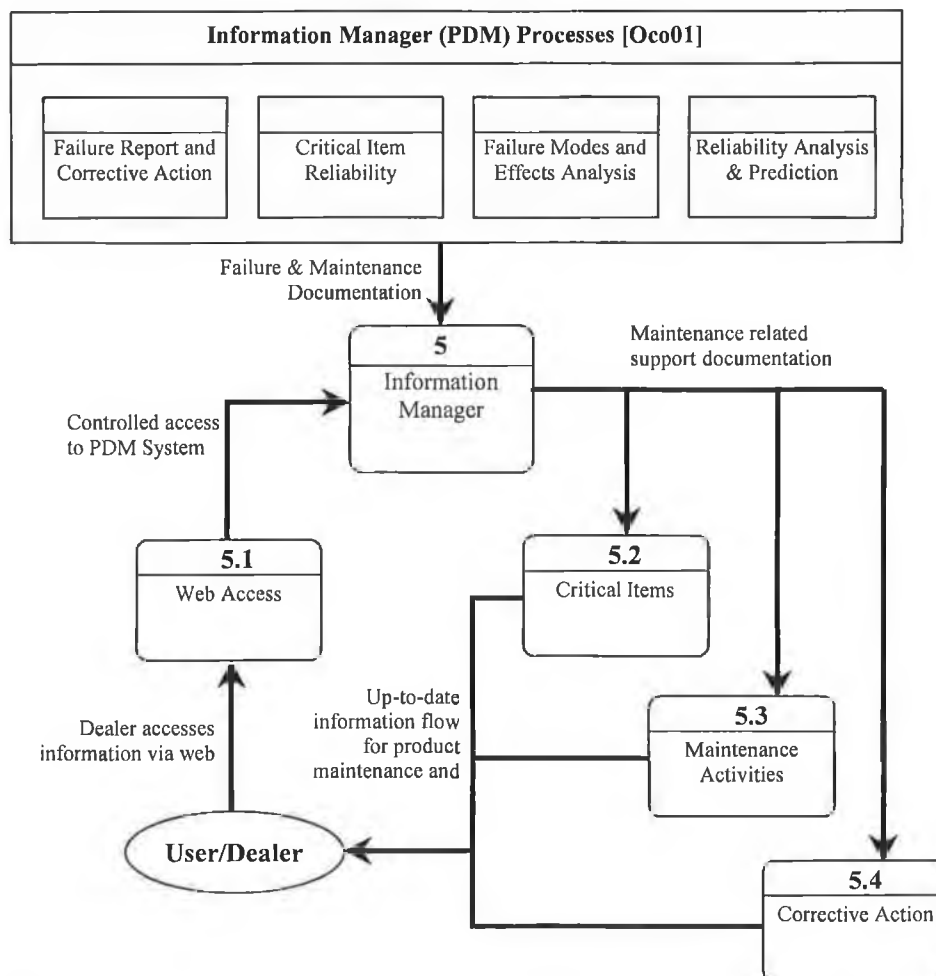 Information Manager (PDM) Processes [Oco01]
Failure Report and
Corrective Action
Critical Item
Reliability
Failure Modes and
Effects Analysis
Reliability Analysis
& Prediction
Failure & Maintenance
Documentation
5
Information
Manager
Maintenance related
support documentation
Controlled access
to PDM System
5.1
Web Access
5.2
Critical Items
Up-to-date
information flow
for product
maintenance and
5.3
Maintenance
Activities
Dealer accesses
information via web
User/Dealer
5.4
Corrective Action